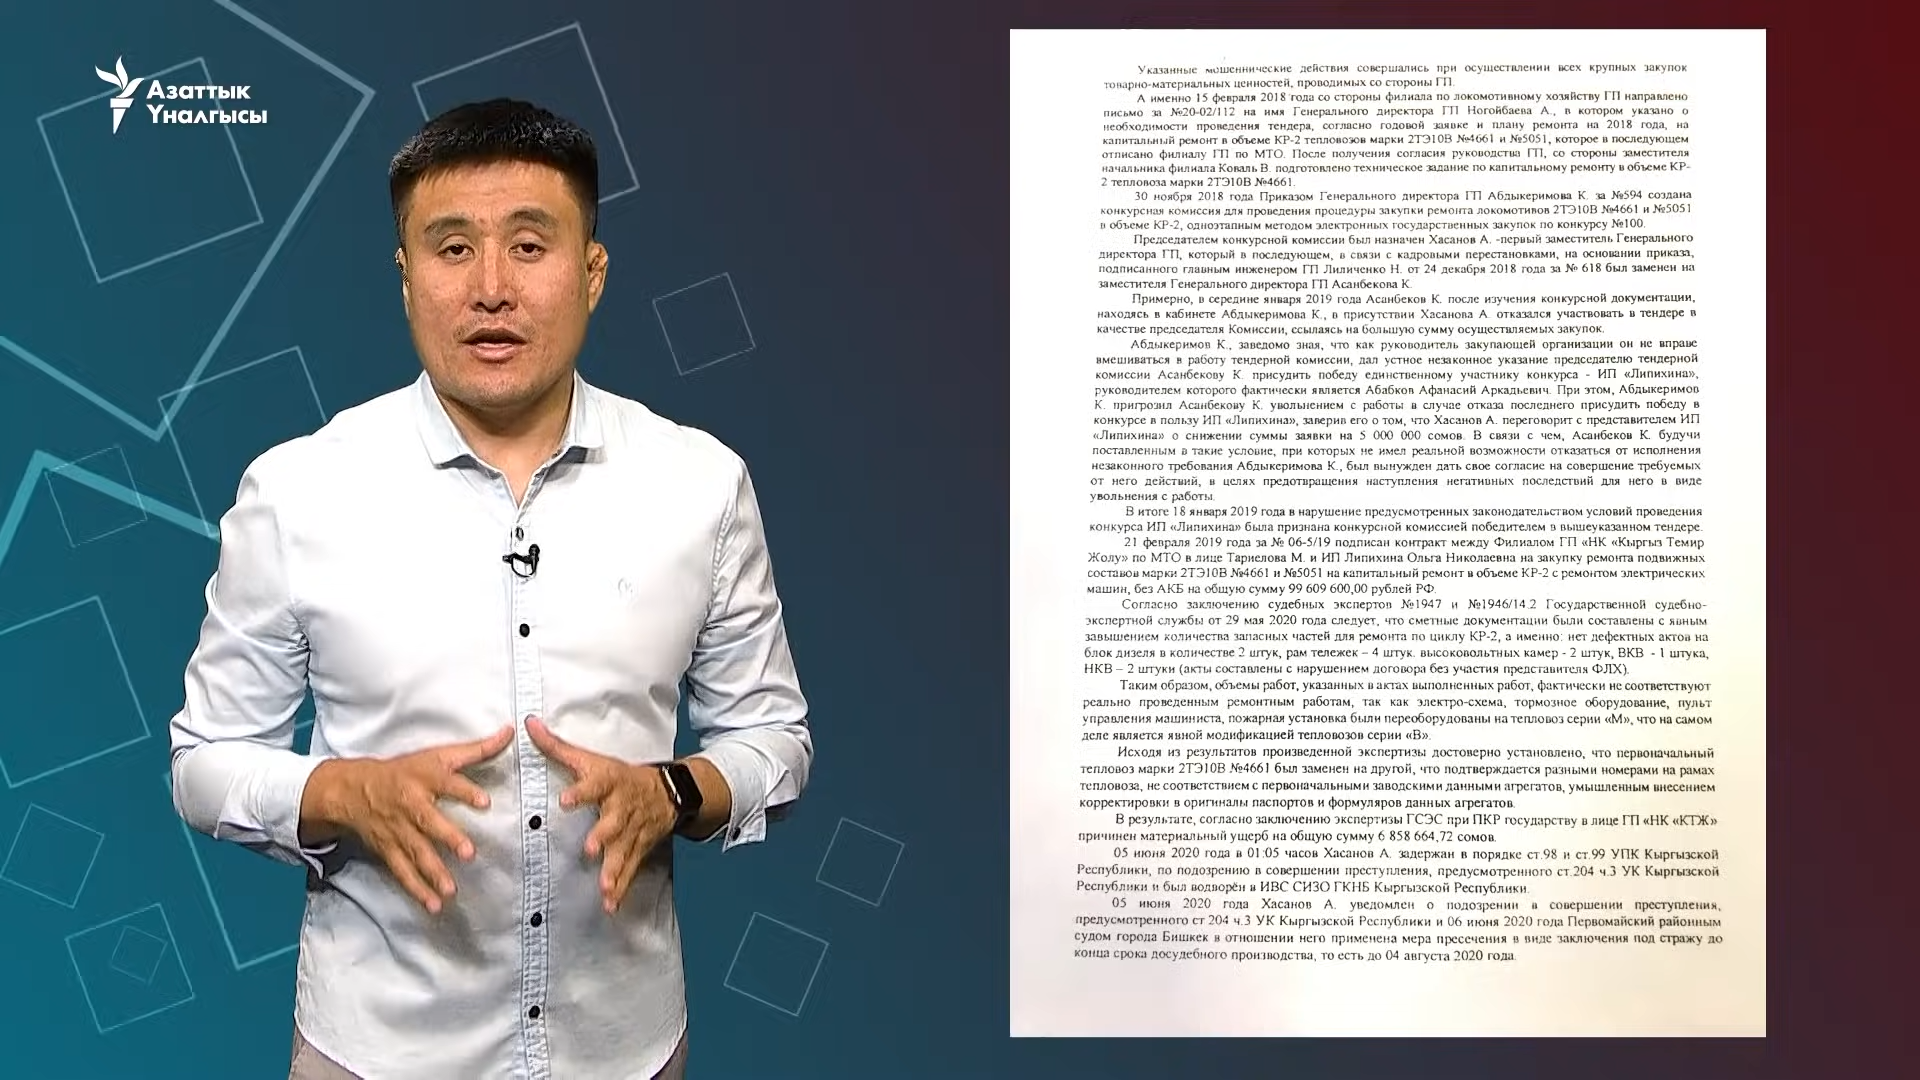 Азаттык
Үналгысы
Указанные мошеннические действия совершались при осуществлении всех крупных закупок
товарно-материальных ценностей, проводимых со стороны ГП.
А именно 15 февраля 2018 года со стороны филиала по локомотивному хозяйству ГП направлено
письмо за №20-02/112 на имя Генерального директора ГП Ногойбаева А., в котором указано о
необходимости проведения тендера, согласно годовой заявке и плану ремонта на 2018 года, на
капитальный ремонт в объеме КР-2 тепловозов марки 2ТЭ10В №4661 и №5051, которое в последующем
отписано филиалу ГП по МТО. После получения согласия руководства ГП, со стороны заместителя
начальника филиала Коваль В. подготовлено техническое задание по капитальному ремонту в объеме КР-
2 тепловоза марки 2ТЭ10В №4661.
30 ноября 2018 года Приказом Генерального директора ГП Абдыкеримова К. за №594 создана
конкурсная комиссия для проведения процедуры закупки ремонта локомотивов 2ТЭ10В №4661 и №5051
в объеме КР-2, одноэтапным методом электронных государственных закупок по конкурсу №100.
Председателем конкурсной комиссии был назначен Хасанов А. -первый заместитель Генерального
директора ГП, который в последующем, в связи с кадровыми перестановками, на основании приказа,
подписанного главным инженером ГП Лиличенко Н. от 24 декабря 2018 года за № 618 был заменен на
заместителя Генерального директора ГП Асанбекова К.
Примерно, в середине января 2019 года Асанбеков К. после изучения конкурсной документации,
находясь в кабинете Абдыкеримова К., в присутствии Хасанова А. отказался участвовать в тендере в
качестве председателя Комиссии, ссылаясь на большую сумму осуществляемых закупок.
Абдыкеримов К., заведомо зная, что как руководитель закупающей организации он не вправе
вмешиваться в работу тендерной комиссии, дал устное незаконное указание председателю тендерной
комиссии Асанбекову К. присудить победу единственному участнику конкурса - ИП «Липихина»,
руководителем которого фактически является Абабков Афанасий Аркадьевич. При этом, Абдыкеримов
К. пригрозил Асанбекову К. увольнением с работы в случае отказа последнего присудить победу в
конкурсе в пользу ИП «Липихина», заверив его о том, что Хасанов А. переговорит с представителем ИП
«Липихина» о снижении суммы заявки на 5 000 000 сомов. В связи с чем, Асанбеков К. будучи
поставленным в такие условие, при которых не имел реальной возможности отказаться от исполнения
незаконного требования Абдыкеримова К., был вынужден дать свое согласие на совершение требуемых
от него действий, в целях предотвращения наступления негативных последствий для него в виде
увольнения с работы.
В итоге 18 января 2019 года в нарушение предусмотренных законодательством условий проведения
конкурса ИП «Липихина» была признана конкурсной комиссией победителем в вышеуказанном тендере.
21 февраля 2019 года за № 06-5/19 подписан контракт между Филиалом ГП «НК «Кыргыз Темир
Жолу» по МТО в лице Тариелова М. и ИП Липихина Ольга Николаевна на закупку ремонта подвижных
составов марки 2ТЭ10В №4661 и №5051 на капитальный ремонт в объеме КР-2 с ремонтом электрических
машин, без АКБ на общую сумму 99 609 600,00 рублей РФ.
Согласно заключению судебных экспертов №1947 и №1946/14.2 Государственной судебно-
экспертной службы от 29 мая 2020 года следует, что сметные документации были составлены с явным
завышением количества запасных частей для ремонта по циклу КР-2, а именно: нет дефектных актов на
блок дизеля в количестве 2 штук, рам тележек – 4 штук. высоковольтных камер - 2 штук, ВКВ - 1 штука,
НКВ – 2 штуки (акты составлены с нарушением договора без участия представителя ФЛХ).
Таким образом, объемы работ, указанных в актах выполненных работ, фактически не соответствуют
реально проведенным ремонтным работам, так как электро-схема, тормозное оборудование, пульт
управления машиниста, пожарная установка были переоборудованы на тепловоз серии «М», что на самом
деле является явной модификацией тепловозов серии «В».
Исходя из результатов произведенной экспертизы достоверно установлено, что первоначальный
тепловоз марки 2ТЭ10В №4661 был заменен на другой, что подтверждается разными номерами на рамах
тепловоза, не соответствием с первоначальными заводскими данными агрегатов, умышленным внесением
корректировки в оригиналы паспортов и формуляров данных агрегатов.
В результате, согласно заключению экспертизы ГСЭС при ПКР государству в лице ГП «НК «КТЖ»
причинен материальный ущерб на общую сумму 6 858 664,72 сомов.
05 июня 2020 года в 01:05 часов Хасанов А. задержан в порядке ст.98 и ст.99 УПК Кыргызской
Республики, по подозрению в совершении преступления, предусмотренного ст.204 ч.3 УК Кыргызской
Республики и был водворён в ИВС СИЗО ГКНБ Кыргызской Республики.
05 июня 2020 года Хасанов А. уведомлен о подозрении в совершении преступления,
предусмотренного ст 204 ч.3 УК Кыргызской Республики и 06 июня 2020 года Первомайский районным
судом города Бишкек в отношении него применена мера пресечения в виде заключения под стражу до
конца срока досудебного производства, то есть до 04 августа 2020 года.